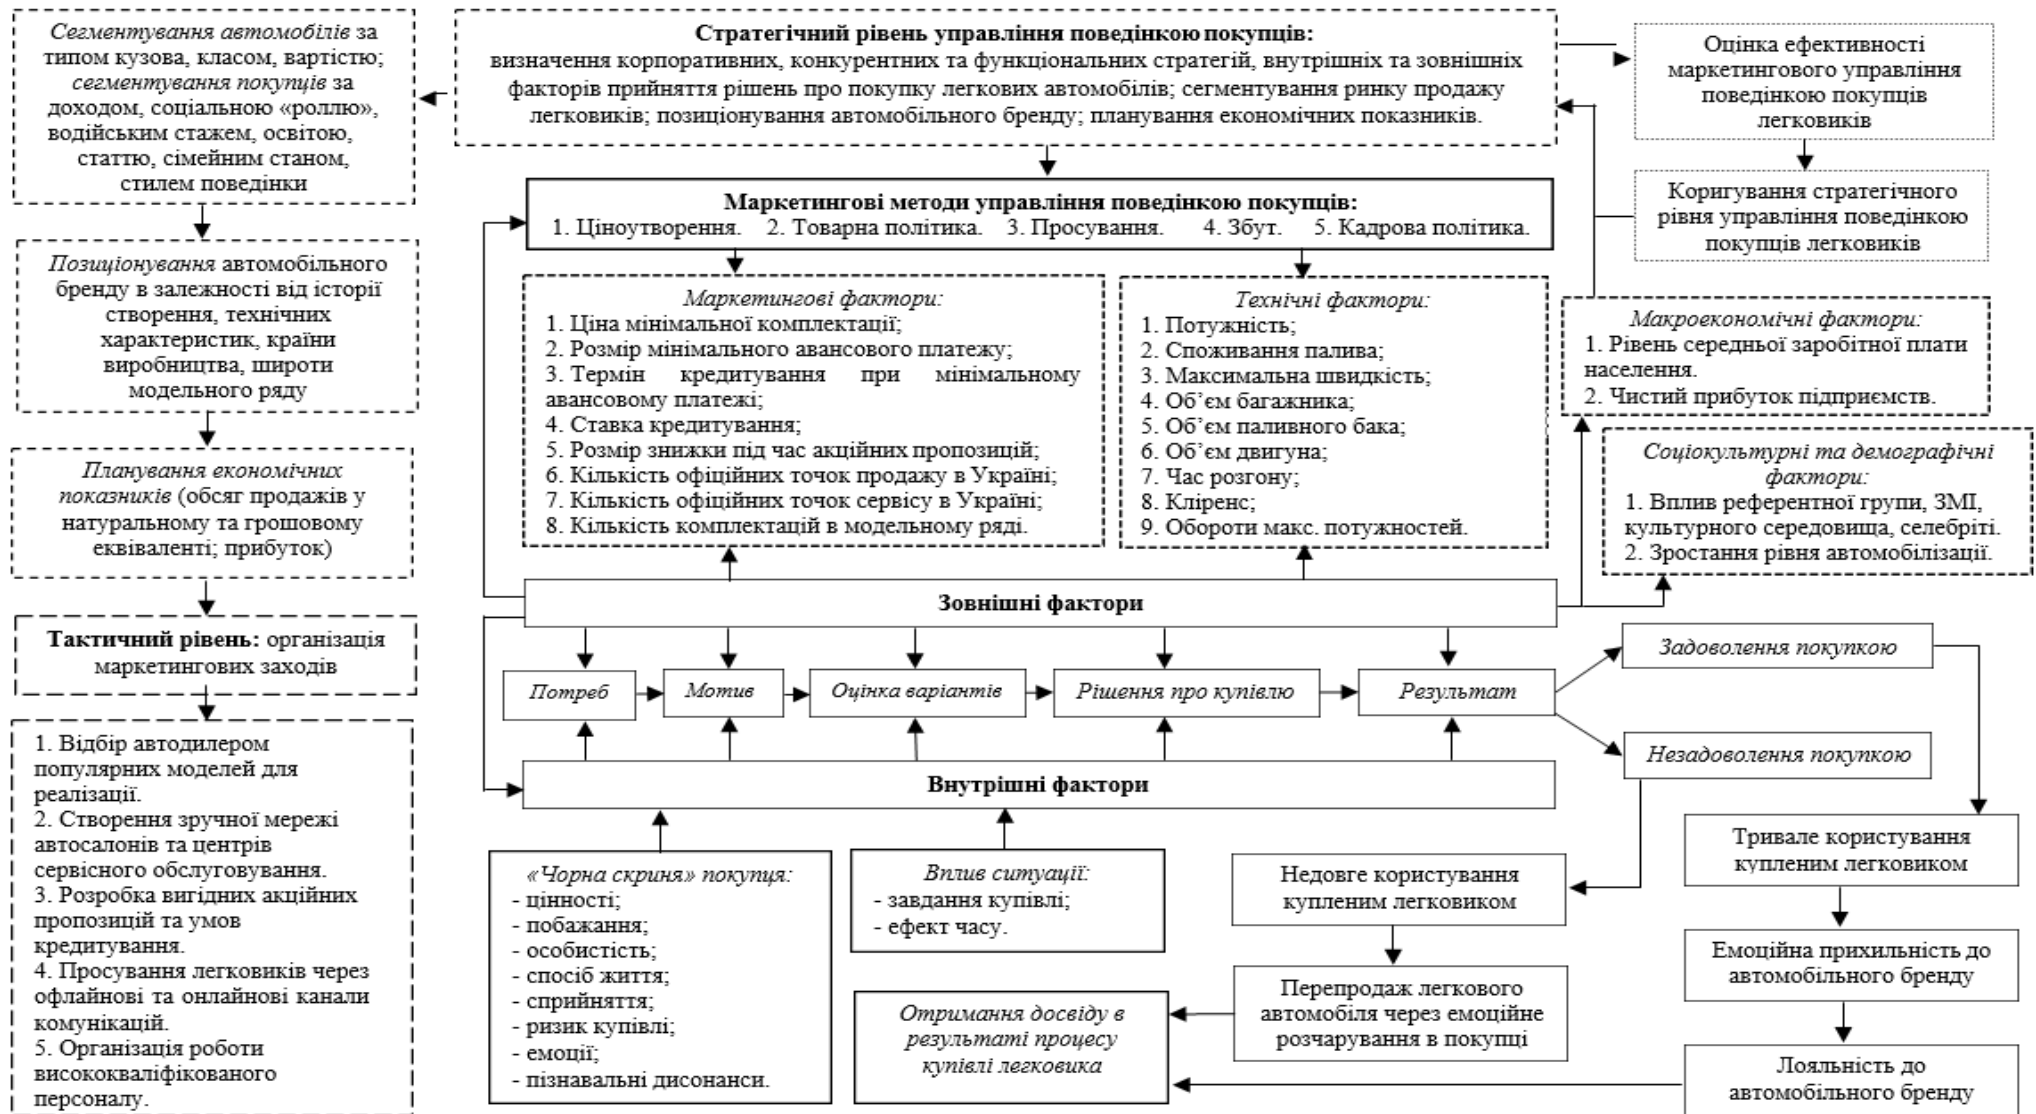 Сегментування автомобілів за
типом кузова, класом, вартістю;
сегментування покупців за
доходом, соціальною «роллю»,
водійським стажем, освітою,
статтю, сімейним станом,
стилем поведінки
Позиціонування автомобільного
бренду в залежності від історії
створення, технічних
характеристик, країни
виробництва, широти
модельного ряду
Планування економічних
показників (обсяг продажів у
натуральному та грошовому
еквіваленті; прибуток)
Тактичний рівень: організація
маркетингових заходів
1. Відбір автодилером
популярних моделей для
реалізації.
2. Створення зручної мережі
автосалонів та центрів
сервісного обслуговування.
3. Розробка вигідних акційних
пропозицій та умов
кредитування.
4. Просування легковиків через
офлайнові та онлайнові канали
комунікацій.
5. Організація роботи
висококваліфікованого
персоналу.
Стратегічний рівень управління поведінкою покупців:
визначення корпоративних, конкурентних та функціональних стратегій, внутрішніх та зовнішніх
факторів прийняття рішень про покупку легкових автомобілів; сегментування ринку продажу
легковиків; позиціонування автомобільного бренду; планування економічних показників.
Маркетингові методи управління поведінкою покупців:
1. Ціноутворення. 2. Товарна політика. 3. Просування. 4. Збут. 5. Кадрова політика.
Маркетингові фактори:
1. Ціна мінімальної комплектації;
2. Розмір мінімального авансового платежу;
3. Термін кредитування при мінімальному
авансовому платежі;
4. Ставка кредитування;
5. Розмір знижки під час акційних пропозицій;
6. Кількість офіційних точок продажу в Україні;
7. Кількість офіційних точок сервісу в Україні;
8. Кількість комплектацій в модельному ряді.
Технічні фактори:
1. Потужність;
2. Споживання палива;
3. Максимальна швидкість;
4. Об’єм багажника;
5. Об’єм паливного бака;
6. Об’єм двигуна;
7. Час розгону;
8. Кліренс;
9. Обороти макс. потужностей.
Оцінка ефективності
маркетингового управління
поведінкою покупців
легковиків
Коригування стратегічного
рівня управління поведінкою
покупців легковиків
Макроекономічні фактори:
1. Рівень середньої заробітної плати
населення.
2. Чистий прибуток підприємств.
Соціокультурні та демографічні
фактори:
1. Вплив референтної групи, ЗМІ,
культурного середовища, селебріті.
2. Зростання рівня автомобілізації.
Зовнішні фактори
Потреб
Мотив
Оцінка варіантів
Рішення про купівлю
Результат
Задоволення покупкою
Незадоволення покупкою
Внутрішні фактори
«Чорна скриня» покупця:
- цінності;
- побажання;
- особистість;
- спосіб життя;
- сприйняття;
- ризик купівлі;
- емоції;
- пізнавальні дисонанси.
Вплив ситуації:
- завдання купівлі;
- ефект часу.
Недовге користування
купленим легковиком
Перепродаж легкового
автомобіля через емоційне
розчарування в покупці
Отримання досвіду в
результаті процесу
купівлі легковика
Тривале користування
купленим легковиком
Емоційна прихильність до
автомобільного бренду
Лояльність до
автомобільного бренду